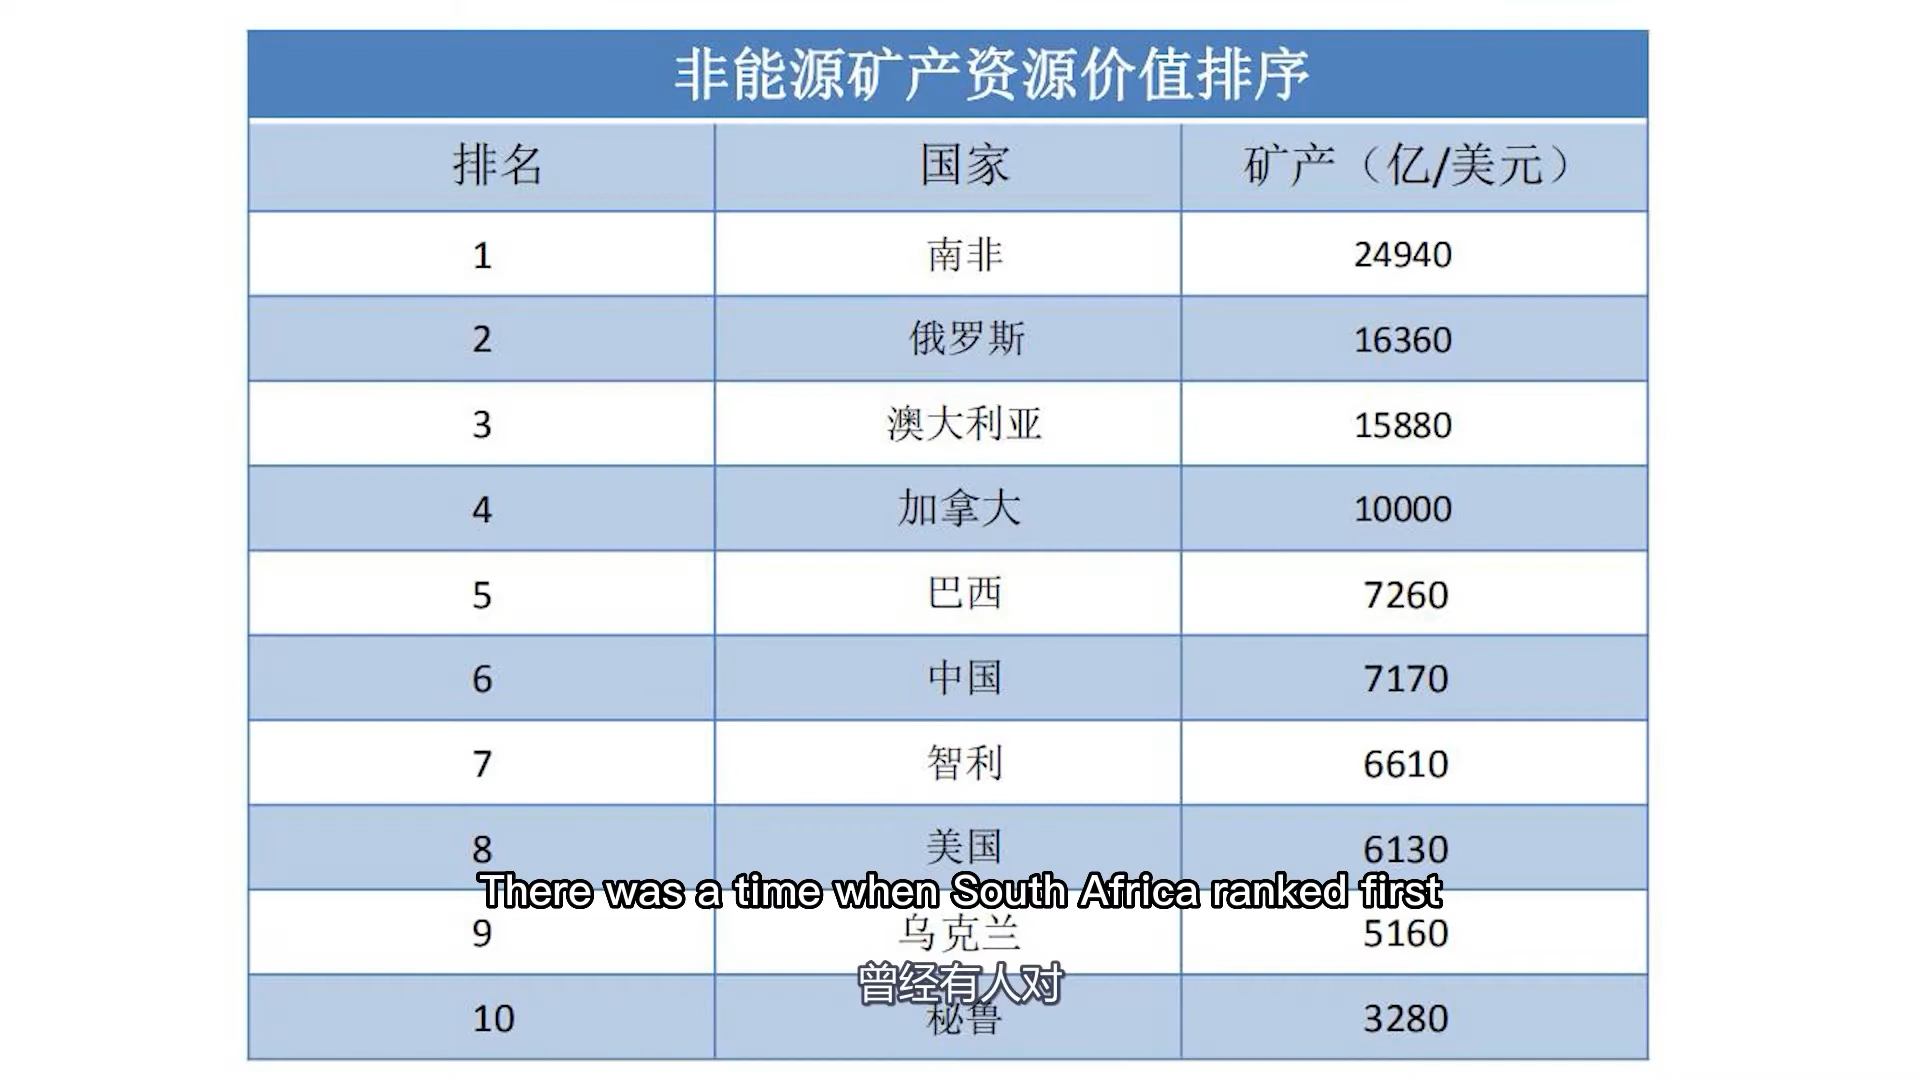 非能源矿产资源价值排序
排名 国家 矿产（亿/美元）
1 南非 24940
2 俄罗斯 16360
3 澳大利亚 15880
4 加拿大 10000
5 巴西 7260
6 中国 7170
7 智利 6610
8 美国 6130
There was a time when South Africa ranked first
9 乌克兰 5160
曾经有人对
10 秘鲁 3280